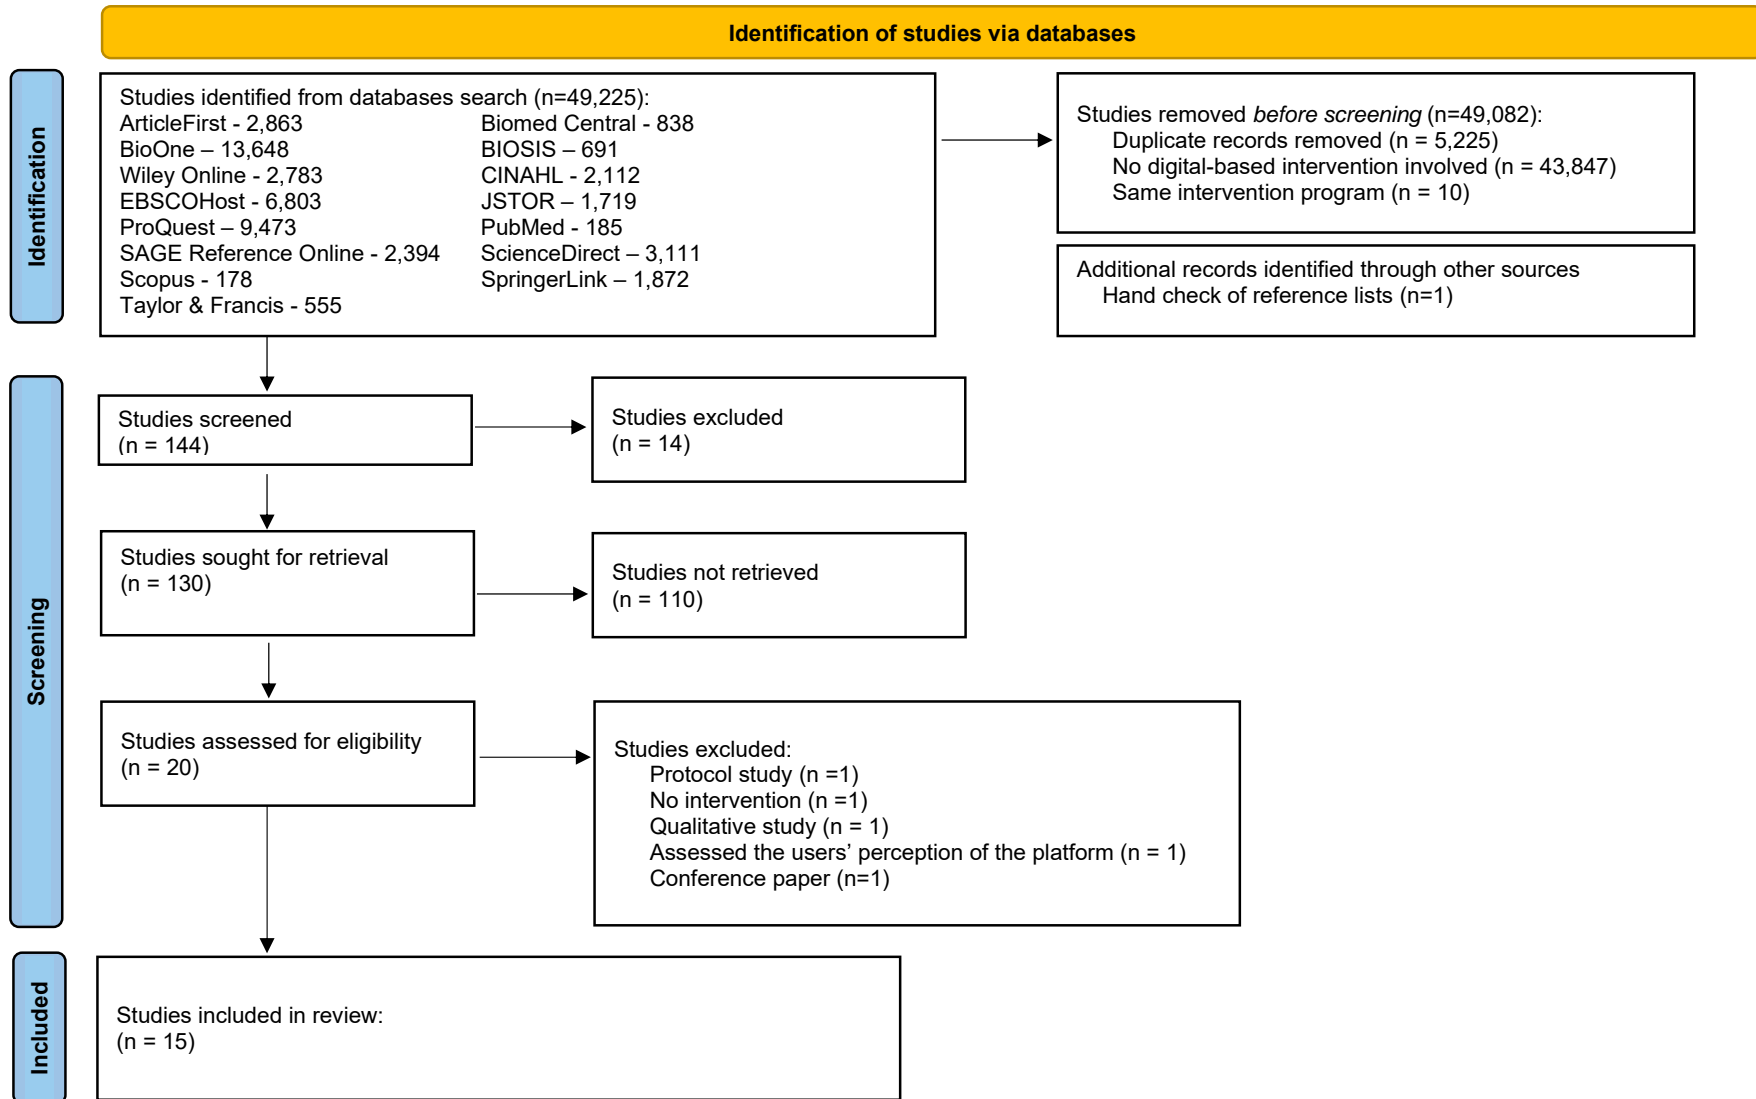 Identification of studies via databases
Identification
Studies identified from databases search (n=49,225):
ArticleFirst - 2,863 Biomed Central - 838
BioOne – 13,648 BIOSIS – 691
Wiley Online - 2,783 CINAHL - 2,112
EBSCOHost - 6,803 JSTOR – 1,719
ProQuest – 9,473 PubMed - 185
SAGE Reference Online - 2,394 ScienceDirect – 3,111
Scopus - 178 SpringerLink – 1,872
Taylor & Francis - 555
Studies removed before screening (n=49,082):
Duplicate records removed (n = 5,225)
No digital-based intervention involved (n = 43,847)
Same intervention program (n = 10)
Additional records identified through other sources
Hand check of reference lists (n=1)
Screening
Studies screened
(n = 144)
Studies excluded
(n = 14)
Studies sought for retrieval
(n = 130)
Studies not retrieved
(n = 110)
Studies assessed for eligibility
(n = 20)
Studies excluded:
Protocol study (n =1)
No intervention (n =1)
Qualitative study (n = 1)
Assessed the users’ perception of the platform (n = 1)
Conference paper (n=1)
Included
Studies included in review:
(n = 15)